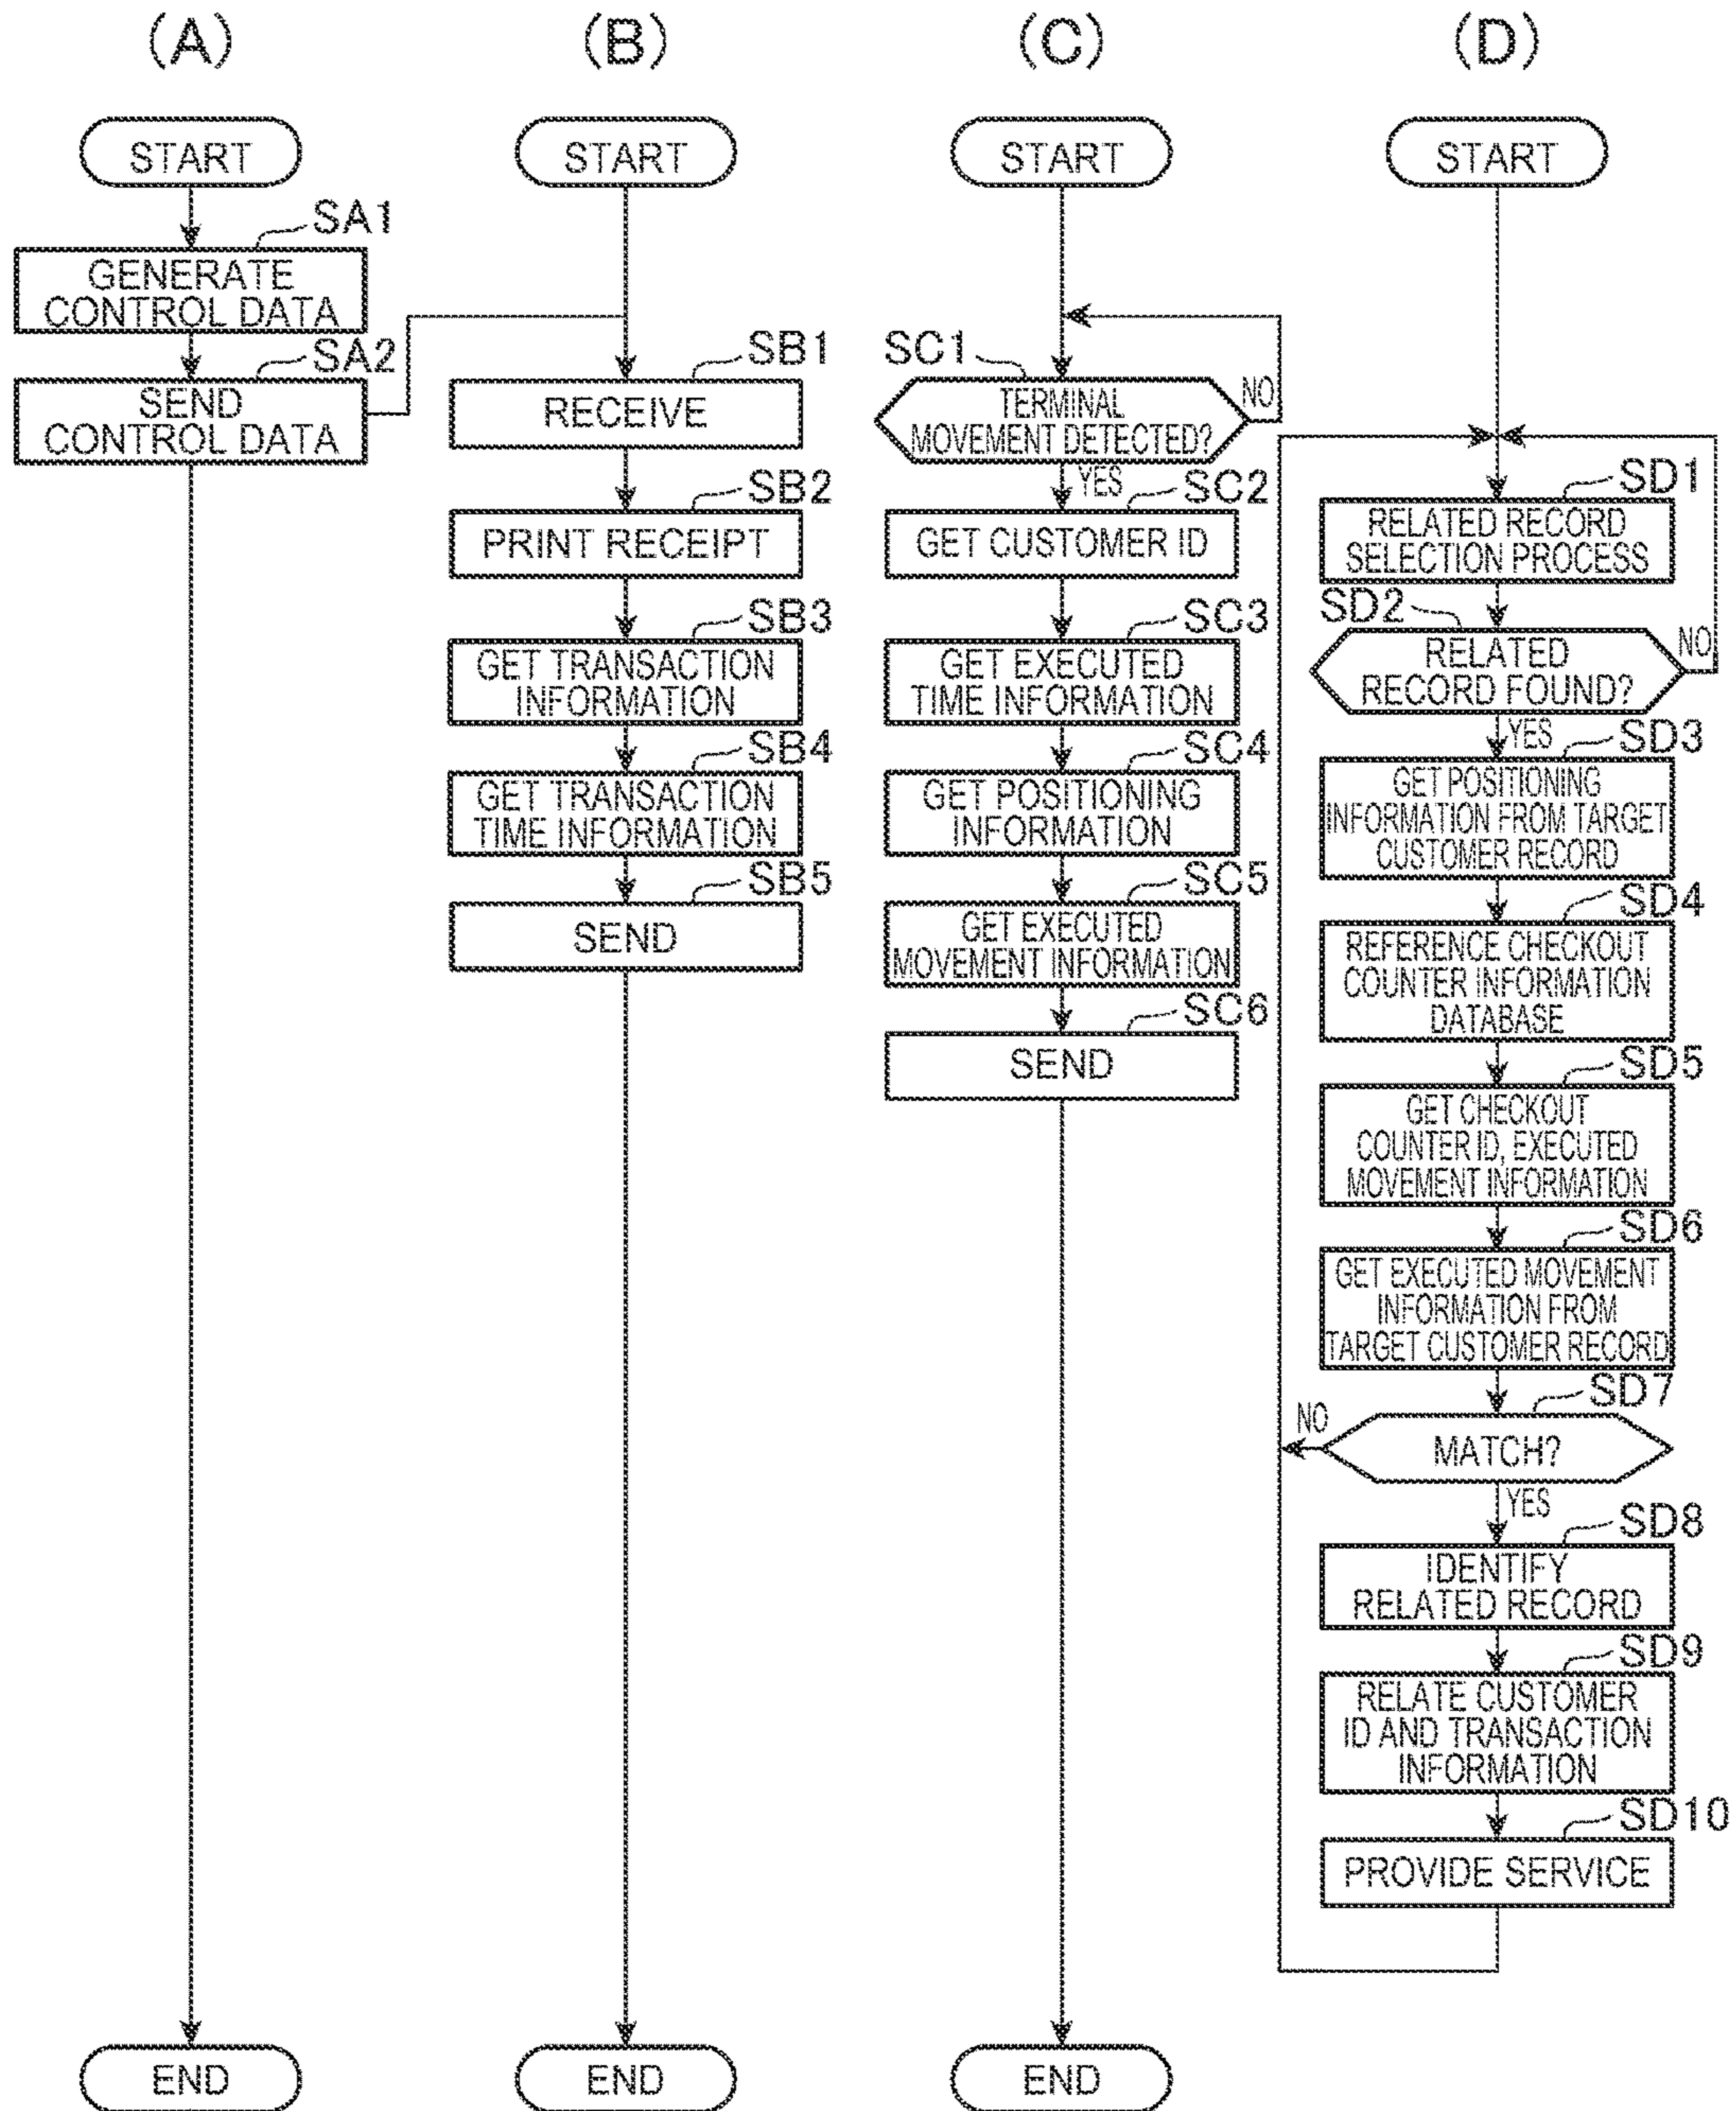 (A)
START
SA1
GENERATE
CONTROL DATA
SA2
SEND
CONTROL DATA
END
(B)
START
SB1
RECEIVE
SB2
PRINT RECEIPT
SB3
GET TRANSACTION
INFORMATION
SB4
GET TRANSACTION
TIME INFORMATION
SB5
SEND
END
(C)
START
SC1
TERMINAL
MOVEMENT DETECTED?
NO
YES
SC2
GET CUSTOMER ID
SC3
GET EXECUTED
TIME INFORMATION
SC4
GET POSITIONING
INFORMATION
SC5
GET EXECUTED
MOVEMENT INFORMATION
SC6
SEND
END
(D)
START
SD1
RELATED RECORD
SELECTION PROCESS
SD2
RELATED
RECORD FOUND?
NO
YES
SD3
GET POSITIONING
INFORMATION FROM TARGET
CUSTOMER RECORD
SD4
REFERENCE CHECKOUT
COUNTER INFORMATION
DATABASE
SD5
GET CHECKOUT
COUNTER ID, EXECUTED
MOVEMENT INFORMATION
SD6
GET EXECUTED MOVEMENT
INFORMATION FROM
TARGET CUSTOMER RECORD
SD7
NO
MATCH?
YES
SD8
IDENTIFY
RELATED RECORD
SD9
RELATE CUSTOMER
ID AND TRANSACTION
INFORMATION
SD10
PROVIDE SERVICE